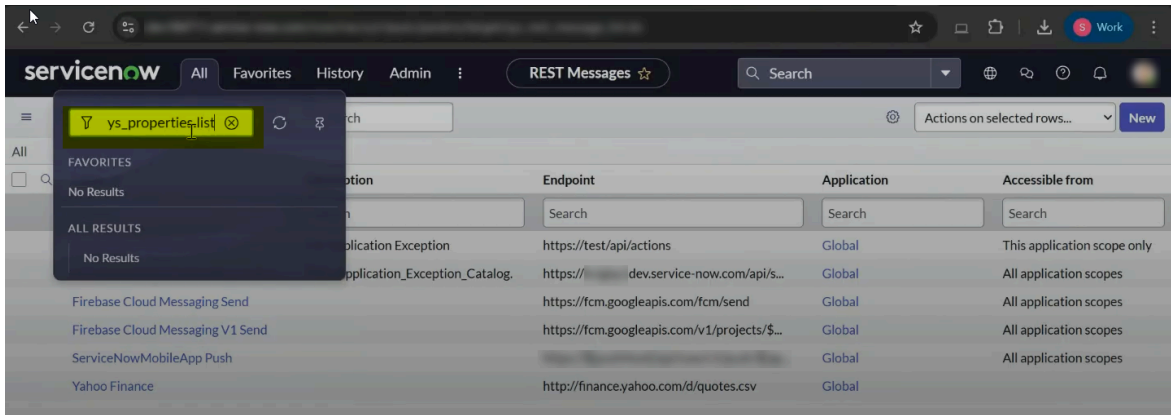 S Work
servicenow All Favorites History Admin REST Messages Search
ys_properties.list rch Actions on selected rows... New
All
FAVORITES
No Results
ALL RESULTS
No Results
ption Endpoint Application Accessible from
h Search Search Search
plication Exception https://test/api/actions Global This application scope only
pplication_Exception_Catalog. https:// dev.service-now.com/api/s... Global All application scopes
Firebase Cloud Messaging Send https://fcm.googleapis.com/fcm/send Global All application scopes
Firebase Cloud Messaging V1 Send https://fcm.googleapis.com/v1/projects/$... Global All application scopes
ServiceNowMobileApp Push Global All application scopes
Yahoo Finance http://finance.yahoo.com/d/quotes.csv Global